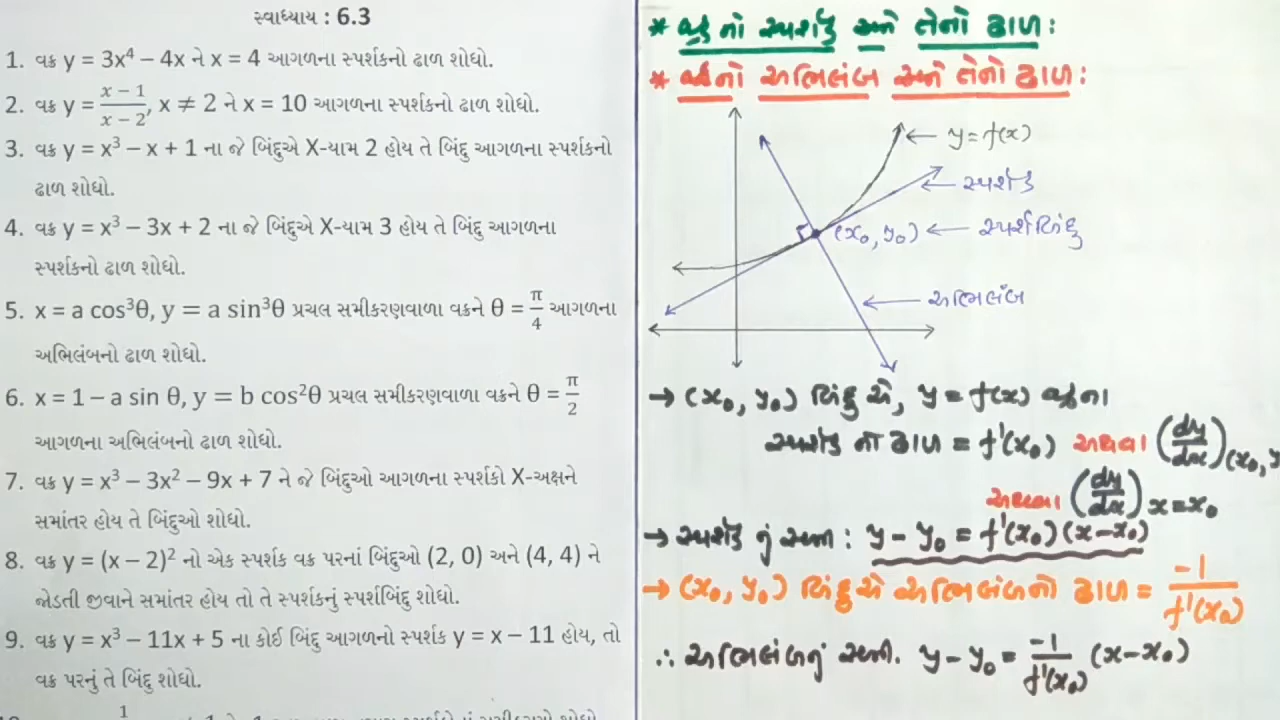 સ્વાધ્યાય : 6.3
1. વક્ર y = 3x⁴ − 4x ને x = 4 આગળના સ્પર્શકનો ઢાળ શોધો.
2. વક્ર y = (x − 1)/(x − 2), x ≠ 2 ને x = 10 આગળના સ્પર્શકનો ઢાળ શોધો.
3. વક્ર y = x³ − x + 1 ના જે બિંદુએ X-યામ 2 હોય તે બિંદુ આગળના સ્પર્શકનો
ઢાળ શોધો.
4. વક્ર y = x³ − 3x + 2 ના જે બિંદુએ X-યામ 3 હોય તે બિંદુ આગળના
સ્પર્શકનો ઢાળ શોધો.
5. x = a cos³θ, y = a sin³θ પ્રચલ સમીકરણવાળા વક્રને θ = π/4 આગળના
અભિલંબનો ઢાળ શોધો.
6. x = 1 − a sin θ, y = b cos²θ પ્રચલ સમીકરણવાળા વક્રને θ = π/2
આગળના અભિલંબનો ઢાળ શોધો.
7. વક્ર y = x³ − 3x² − 9x + 7 ને જે બિંદુઓ આગળના સ્પર્શકો X-અક્ષને
સમાંતર હોય તે બિંદુઓ શોધો.
8. વક્ર y = (x − 2)² નો એક સ્પર્શક વક્ર પરનાં બિંદુઓ (2, 0) અને (4, 4) ને
જોડતી જીવાને સમાંતર હોય તો તે સ્પર્શકનું સ્પર્શબિંદુ શોધો.
9. વક્ર y = x³ − 11x + 5 ના કોઈ બિંદુ આગળનો સ્પર્શક y = x − 11 હોય, તો
વક્ર પરનું તે બિંદુ શોધો.
* વક્રનો સ્પર્શક અને તેનો ઢાળ :
* વક્રનો અભિલંબ અને તેનો ઢાળ :
y = f(x)
સ્પર્શક
(x₀, y₀) ← સ્પર્શબિંદુ
અભિલંબ
→ (x₀, y₀) બિંદુએ, y = f(x) વક્રના
સ્પર્શક નો ઢાળ = f'(x₀) અથવા (dy/dx)(x₀, y
અથવા (dy/dx) x = x₀
→ સ્પર્શક નું સમી : y − y₀ = f'(x₀)(x − x₀)
→ (x₀, y₀) બિંદુએ અભિલંબનો ઢાળ = −1/f'(x₀)
∴ અભિલંબનું સમી. y − y₀ = −1/f'(x₀) (x − x₀)